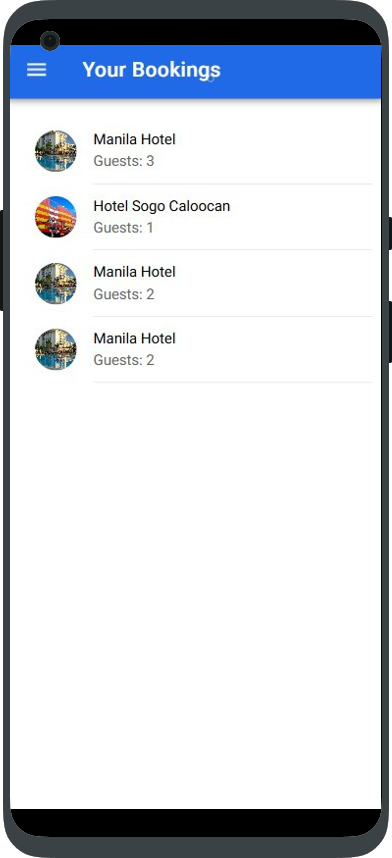 Your Bookings
Manila Hotel
Guests: 3
Hotel Sogo Caloocan
Guests: 1
Manila Hotel
Guests: 2
Manila Hotel
Guests: 2